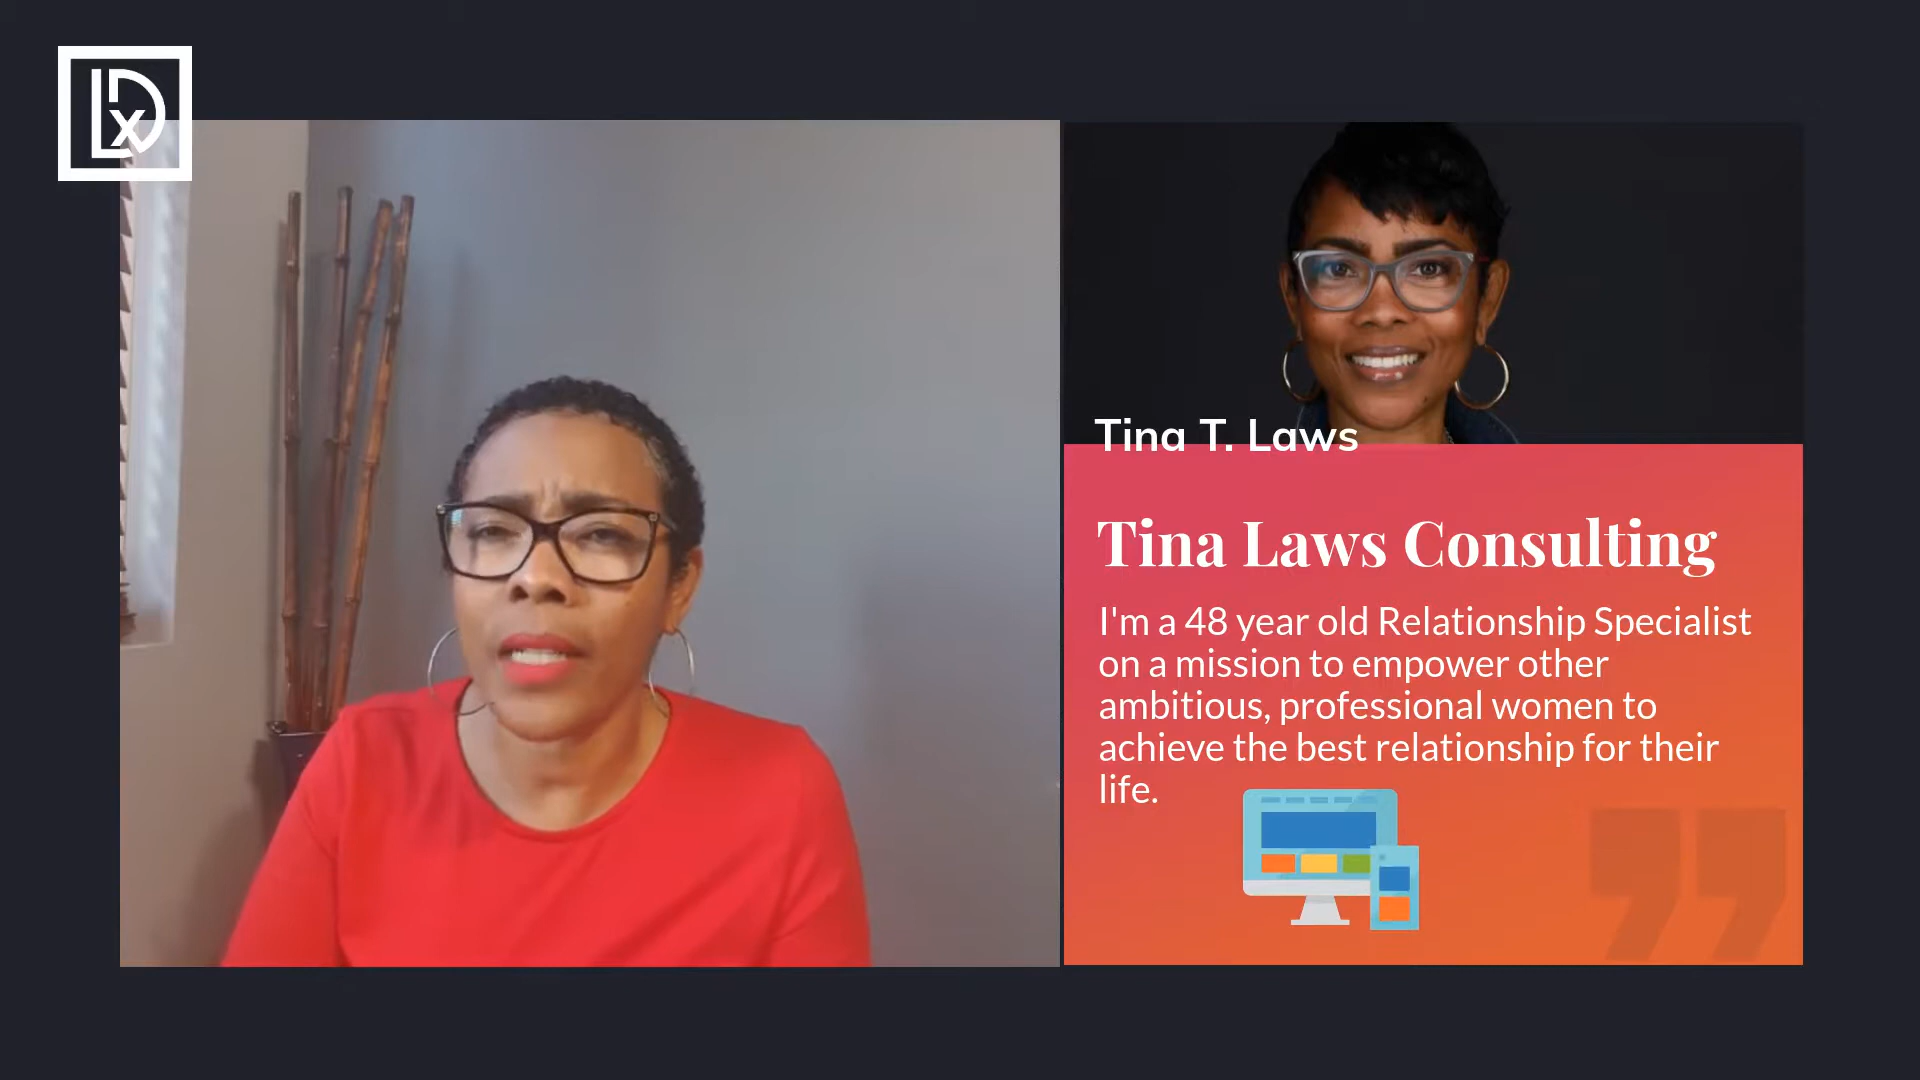 LDx
Tina T. Laws
Tina Laws Consulting
I'm a 48 year old Relationship Specialist
on a mission to empower other
ambitious, professional women to
achieve the best relationship for their
life.